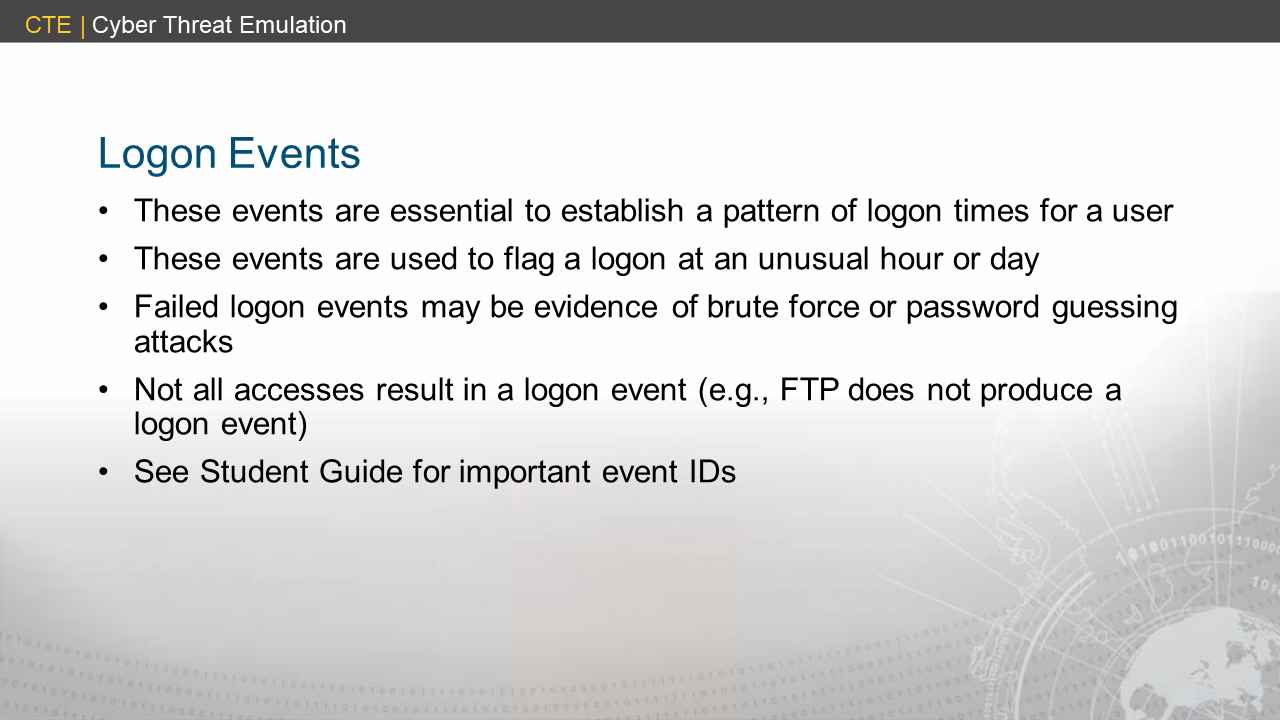 CTE | Cyber Threat Emulation
Logon Events
• These events are essential to establish a pattern of logon times for a user
• These events are used to flag a logon at an unusual hour or day
• Failed logon events may be evidence of brute force or password guessing
attacks
• Not all accesses result in a logon event (e.g., FTP does not produce a
logon event)
• See Student Guide for important event IDs